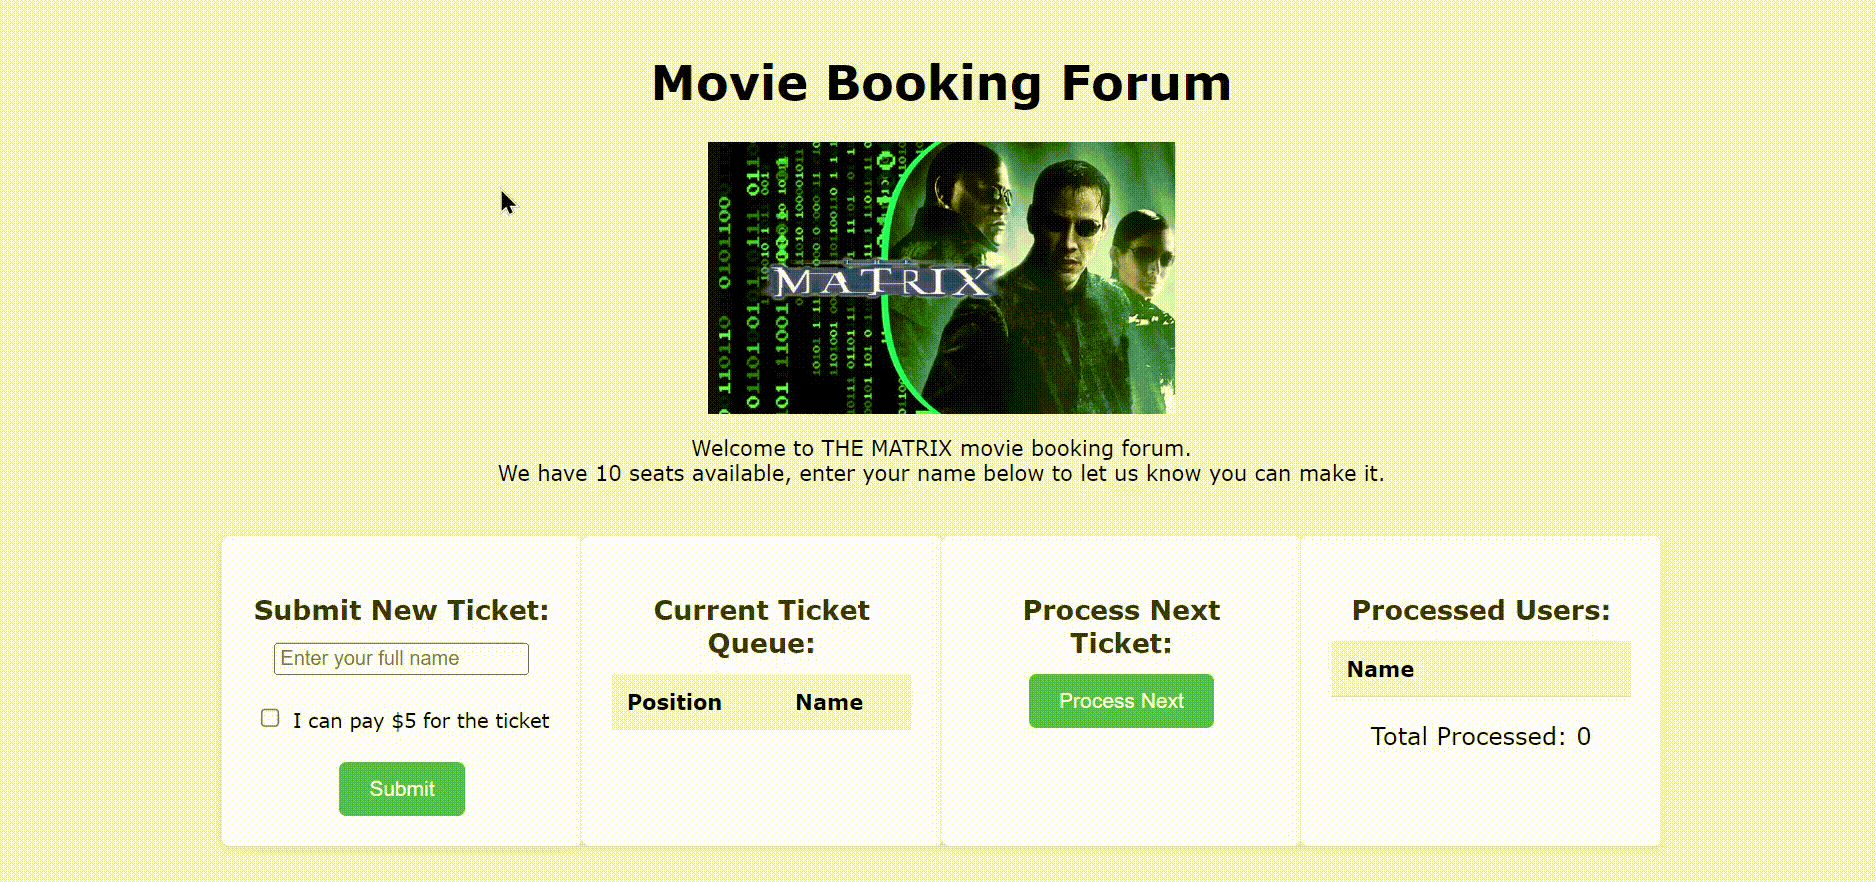 Movie Booking Forum
THE
MATRIX
Welcome to THE MATRIX movie booking forum.
We have 10 seats available, enter your name below to let us know you can make it.
Submit New Ticket:
Enter your full name
I can pay $5 for the ticket
Submit
Current Ticket
Queue:
Position Name
Process Next
Ticket:
Process Next
Processed Users:
Name
Total Processed: 0